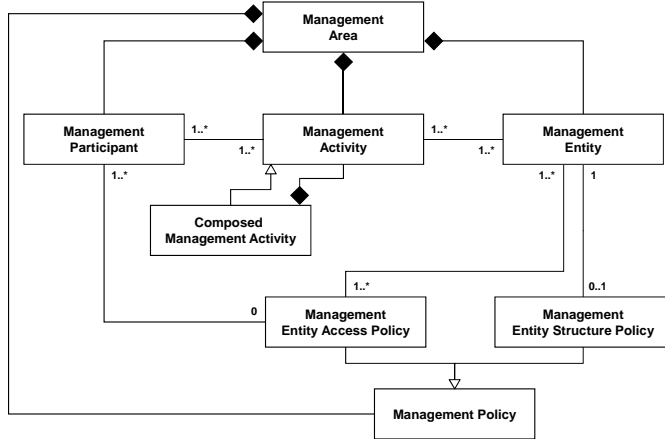 Management
Area
Management
Participant
1..*
1..*
Management
Activity
1..*
1..*
Management
Entity
1..*
1..*
1
Composed
Management Activity
1..*
0..1
0
Management
Entity Access Policy
Management
Entity Structure Policy
Management Policy